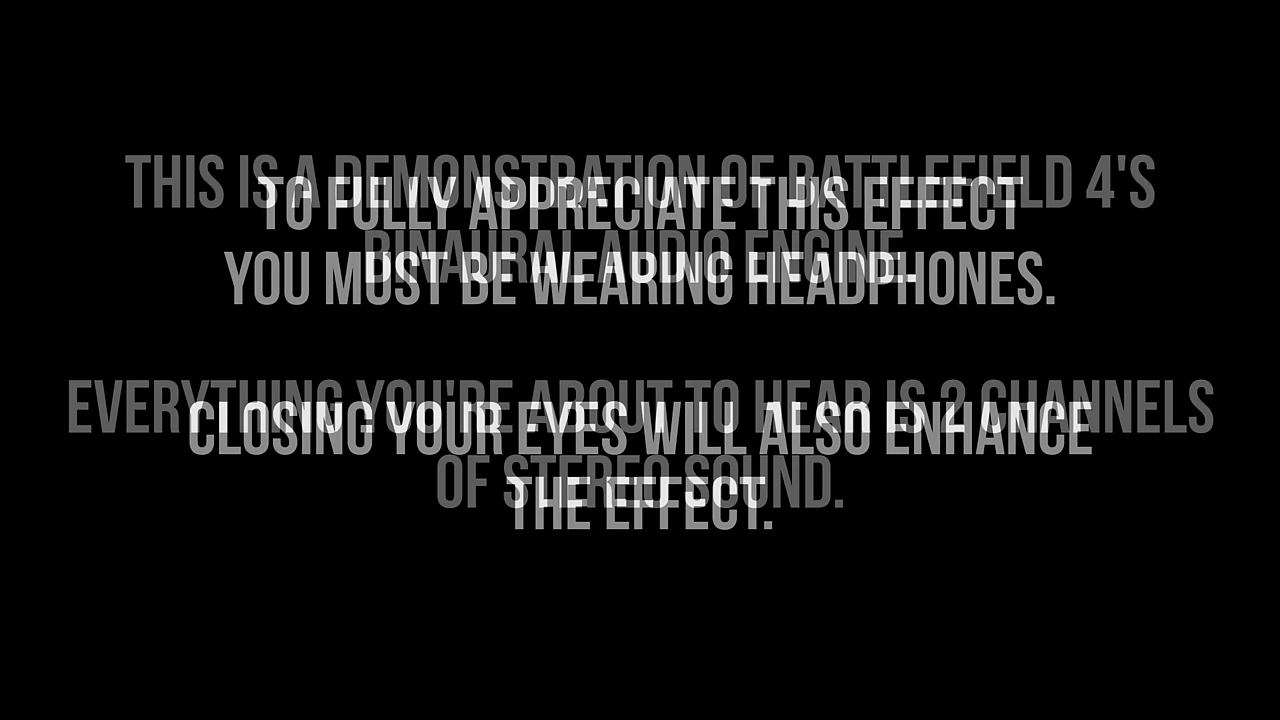 THIS IS A DEMONSTRATION OF BATTLEFIELD 4'S
BINAURAL AUDIO ENGINE.
EVERYTHING YOU'RE ABOUT TO HEAR IS 2 CHANNELS
OF STEREO SOUND.
TO FULLY APPRECIATE THIS EFFECT
YOU MUST BE WEARING HEADPHONES.
CLOSING YOUR EYES WILL ALSO ENHANCE
THE EFFECT.